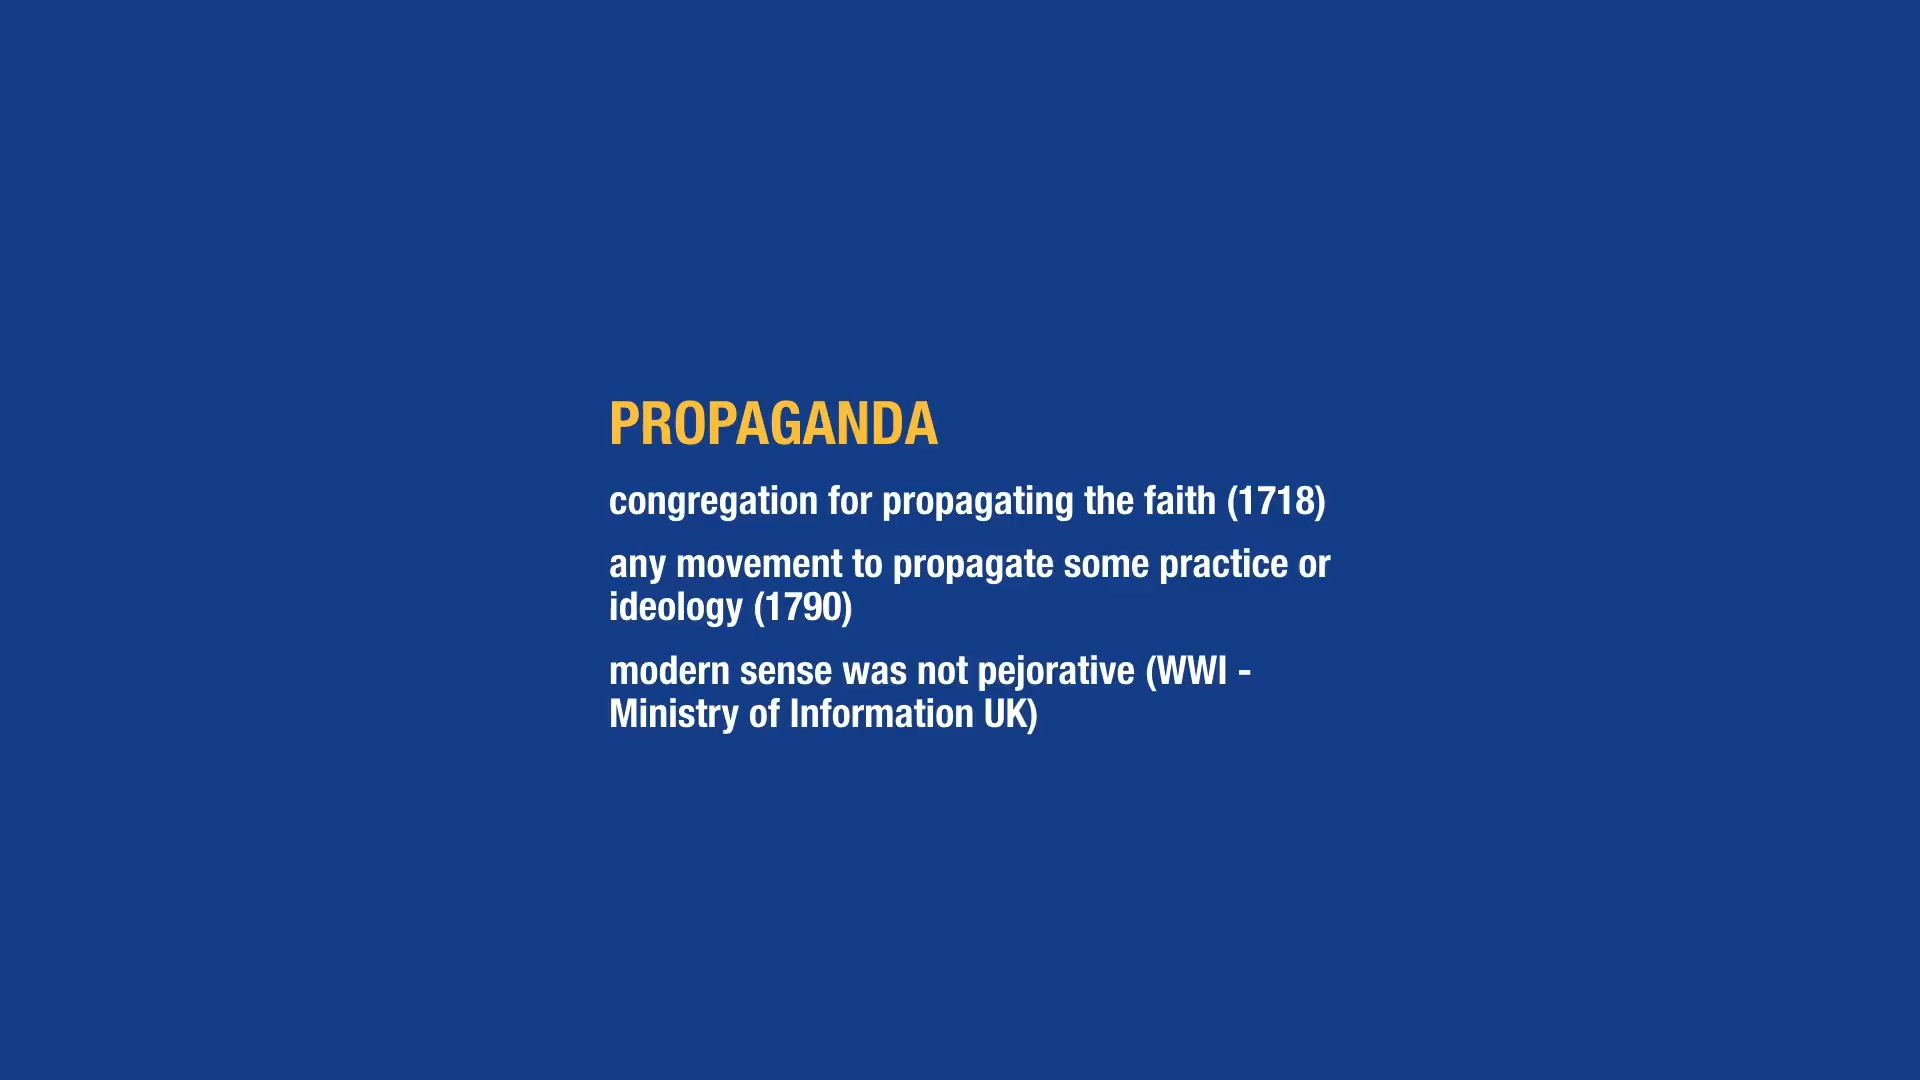 PROPAGANDA
congregation for propagating the faith (1718)
any movement to propagate some practice or
ideology (1790)
modern sense was not pejorative (WWI -
Ministry of Information UK)